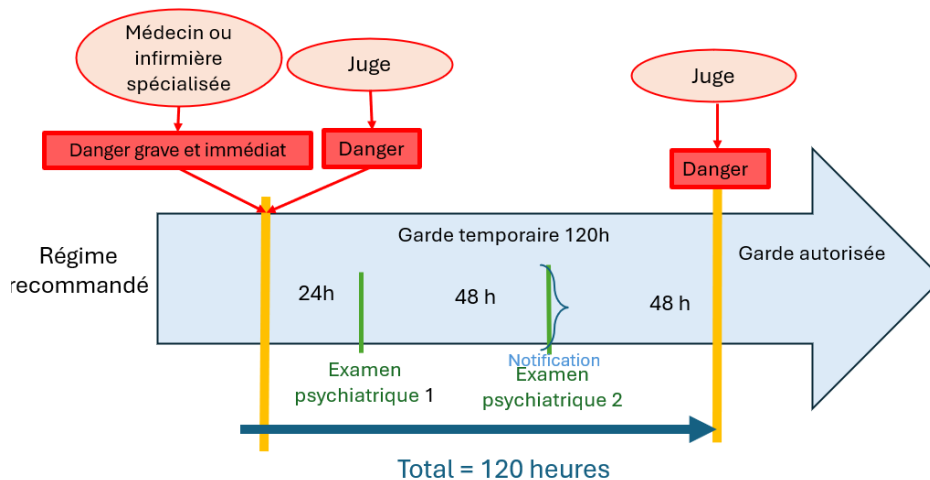 Médecin ou
infirmière
spécialisée
Juge
Juge
Danger grave et immédiat
Danger
Danger
Régime
recommandé
Garde temporaire 120h
Garde autorisée
24h
48 h
48 h
Notification
Examen
psychiatrique 1
Examen
psychiatrique 2
Total = 120 heures